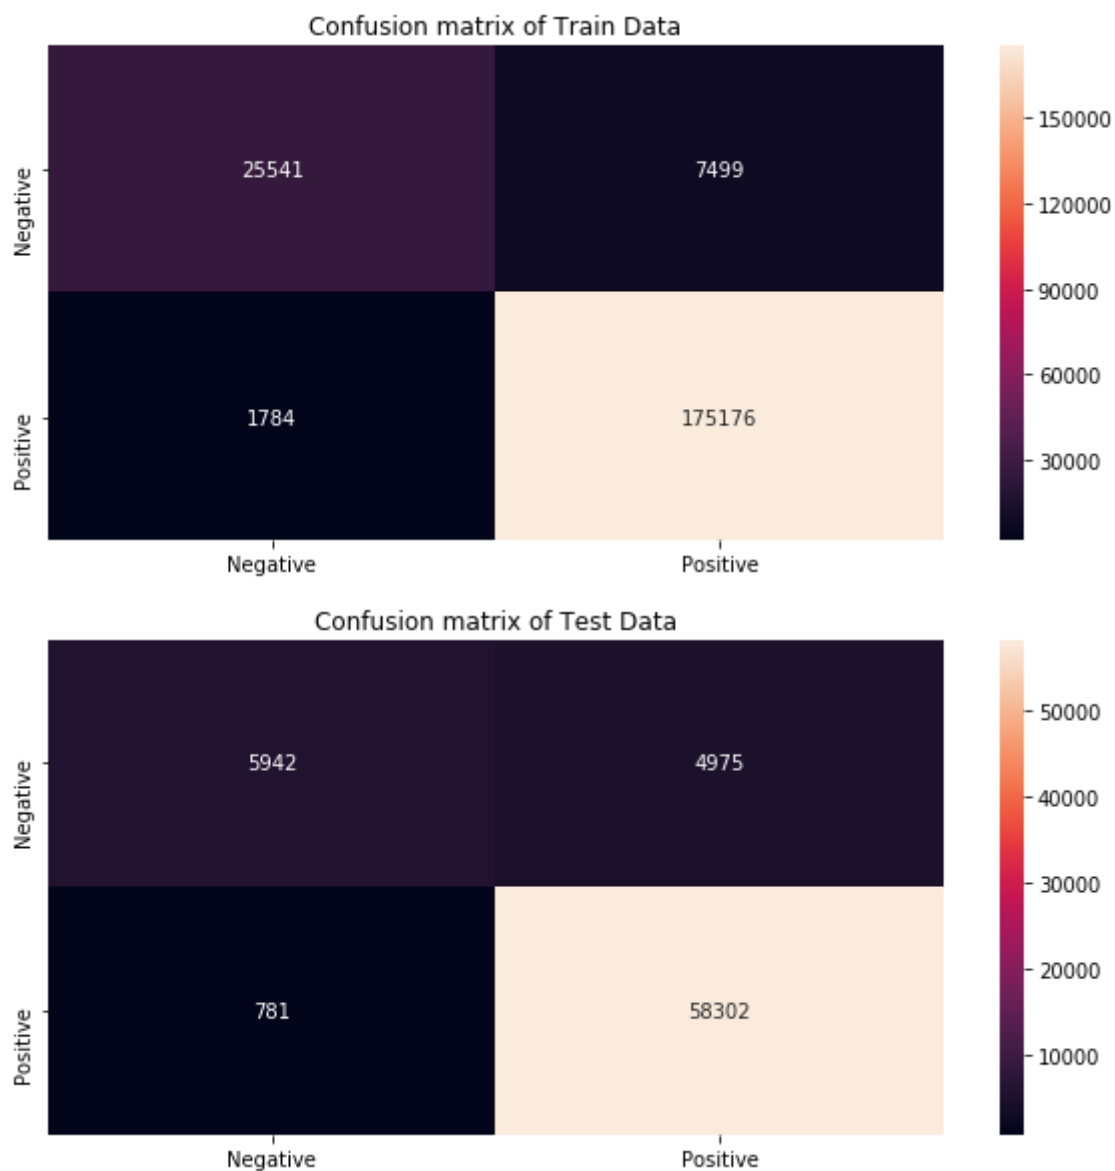 Confusion matrix of Train Data
Negative 25541 7499
Positive 1784 175176
Negative Positive
150000
120000
90000
60000
30000
Confusion matrix of Test Data
Negative 5942 4975
Positive 781 58302
Negative Positive
50000
40000
30000
20000
10000